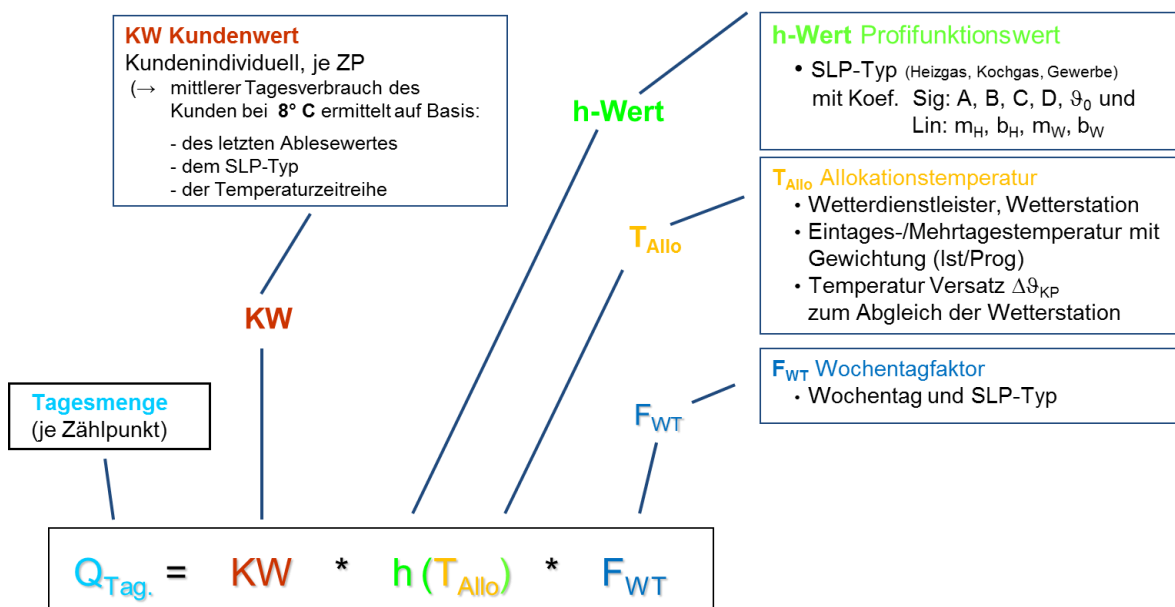 KW Kundenwert
Kundenindividuell, je ZP
(→ mittlerer Tagesverbrauch des
Kunden bei 8° C ermittelt auf Basis:
- des letzten Ablesewertes
- dem SLP-Typ
- der Temperaturzeitreihe
h-Wert Profifunktionswert
• SLP-Typ (Heizgas, Kochgas, Gewerbe)
mit Koef. Sig: A, B, C, D, ϑ0 und
Lin: mH, bH, mW, bW
h-Wert
TAllo Allokationstemperatur
• Wetterdienstleister, Wetterstation
• Eintages-/Mehrtagestemperatur mit
Gewichtung (Ist/Prog)
• Temperatur Versatz ΔϑKP
zum Abgleich der Wetterstation
TAllo
KW
FWT Wochentagfaktor
• Wochentag und SLP-Typ
FWT
Tagesmenge
(je Zählpunkt)
QTag. = KW * h (TAllo) * FWT